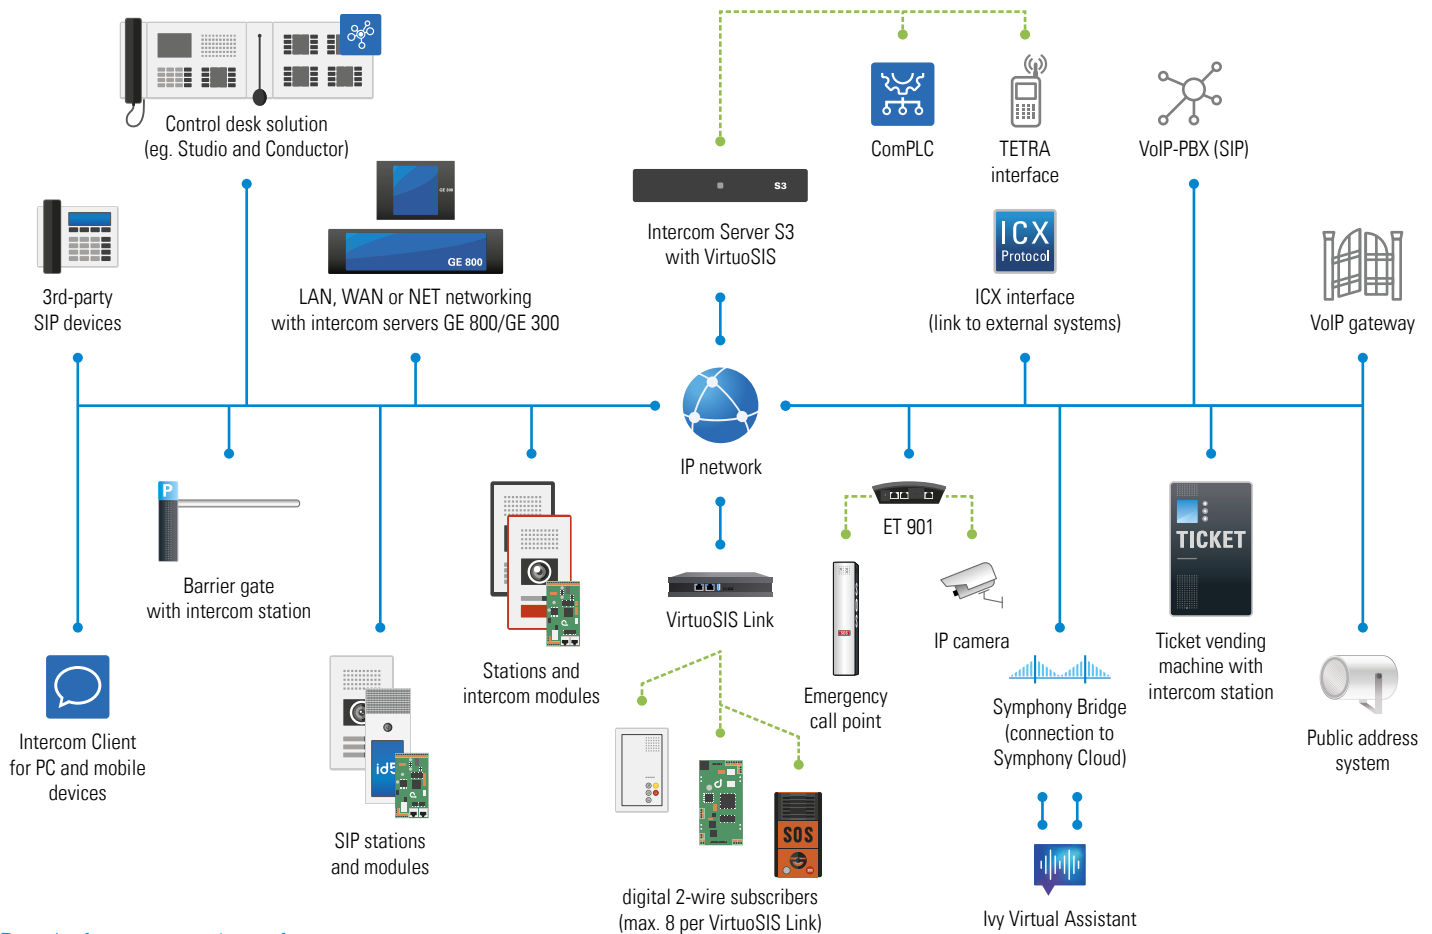 Control desk solution
(eg. Studio and Conductor)
GE 300
GE 800
LAN, WAN or NET networking
with intercom servers GE 800/GE 300
3rd-party
SIP devices
S3
Intercom Server S3
with VirtuoSIS
ComPLC
TETRA
interface
VoIP-PBX (SIP)
ICX
Protocol
ICX interface
(link to external systems)
VoIP gateway
IP network
P
Barrier gate
with intercom station
Stations and
intercom modules
VirtuoSIS Link
ET 901
SOS
Emergency
call point
IP camera
TICKET
Ticket vending
machine with
intercom station
Intercom Client
for PC and mobile
devices
id5
SIP stations
and modules
SOS
digital 2-wire subscribers
(max. 8 per VirtuoSIS Link)
Symphony Bridge
(connection to
Symphony Cloud)
Ivy Virtual Assistant
Public address
system